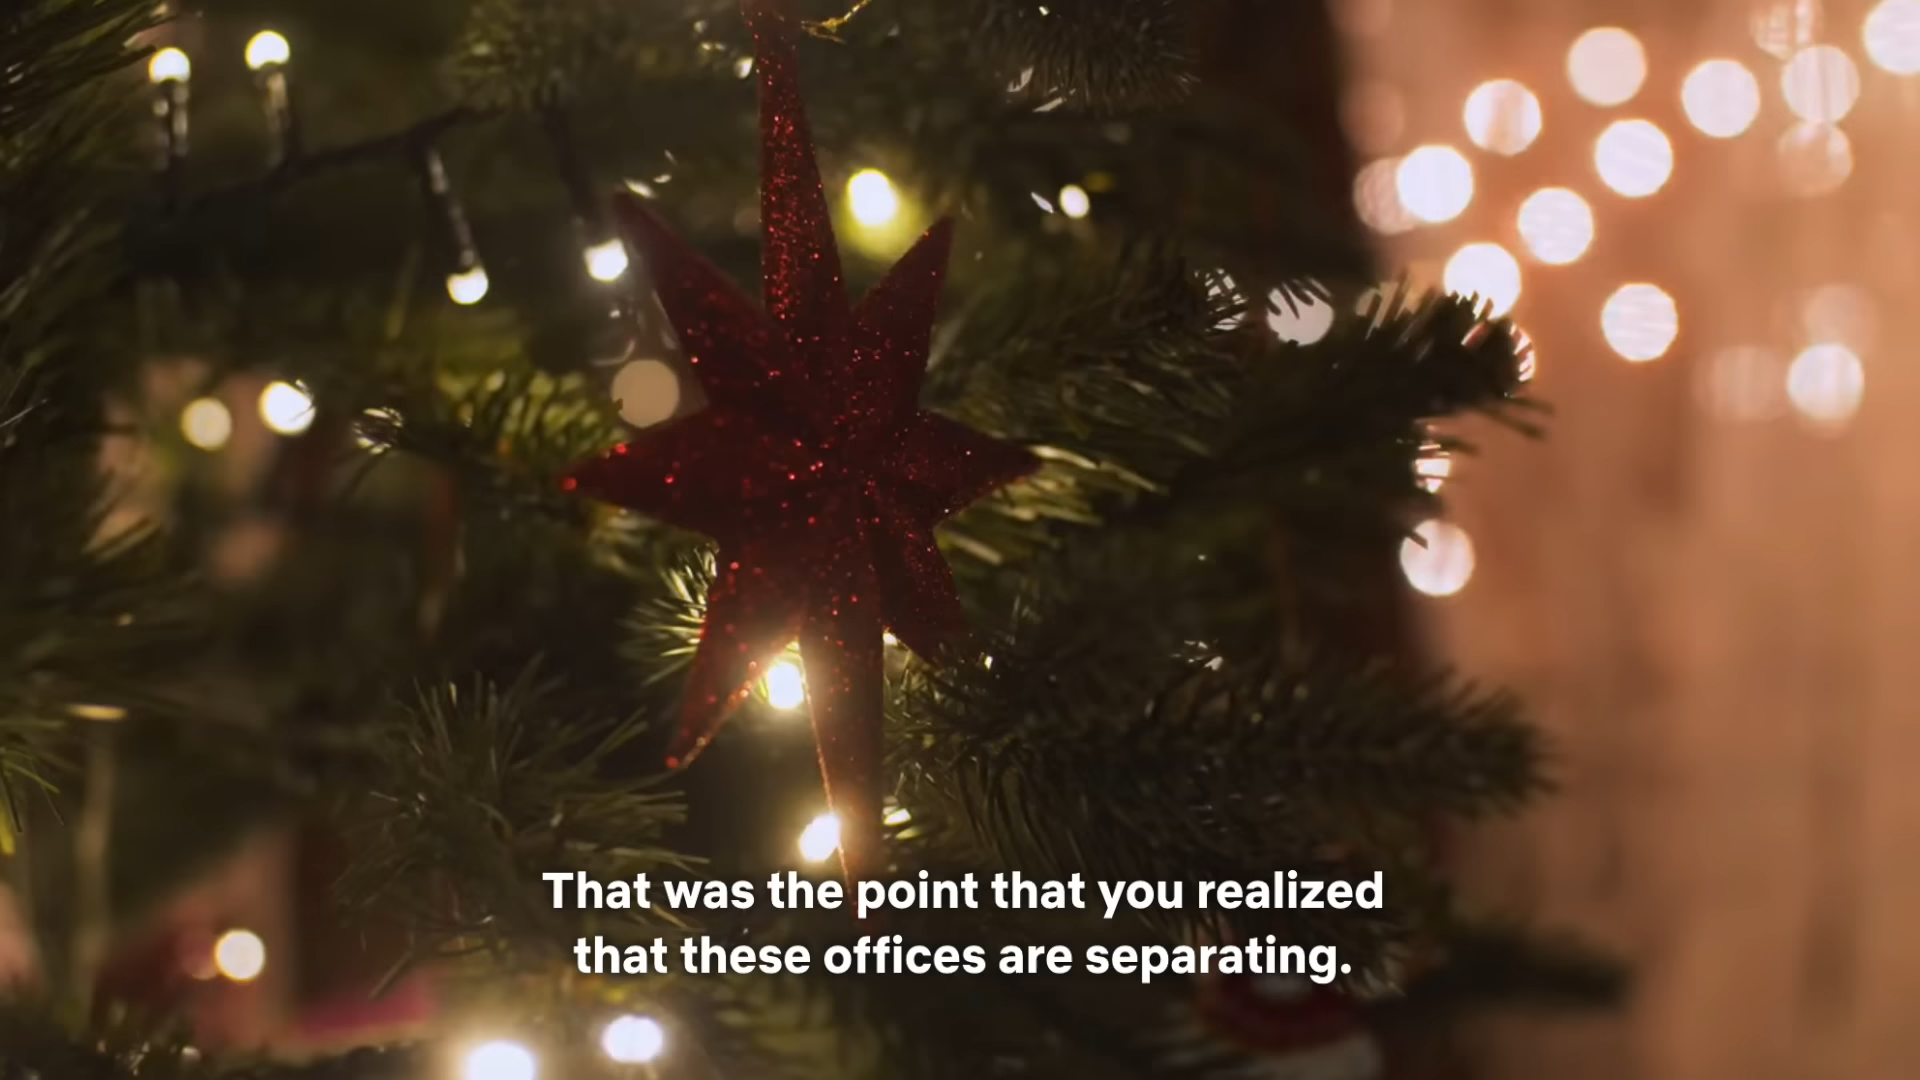 That was the point that you realized
that these offices are separating.